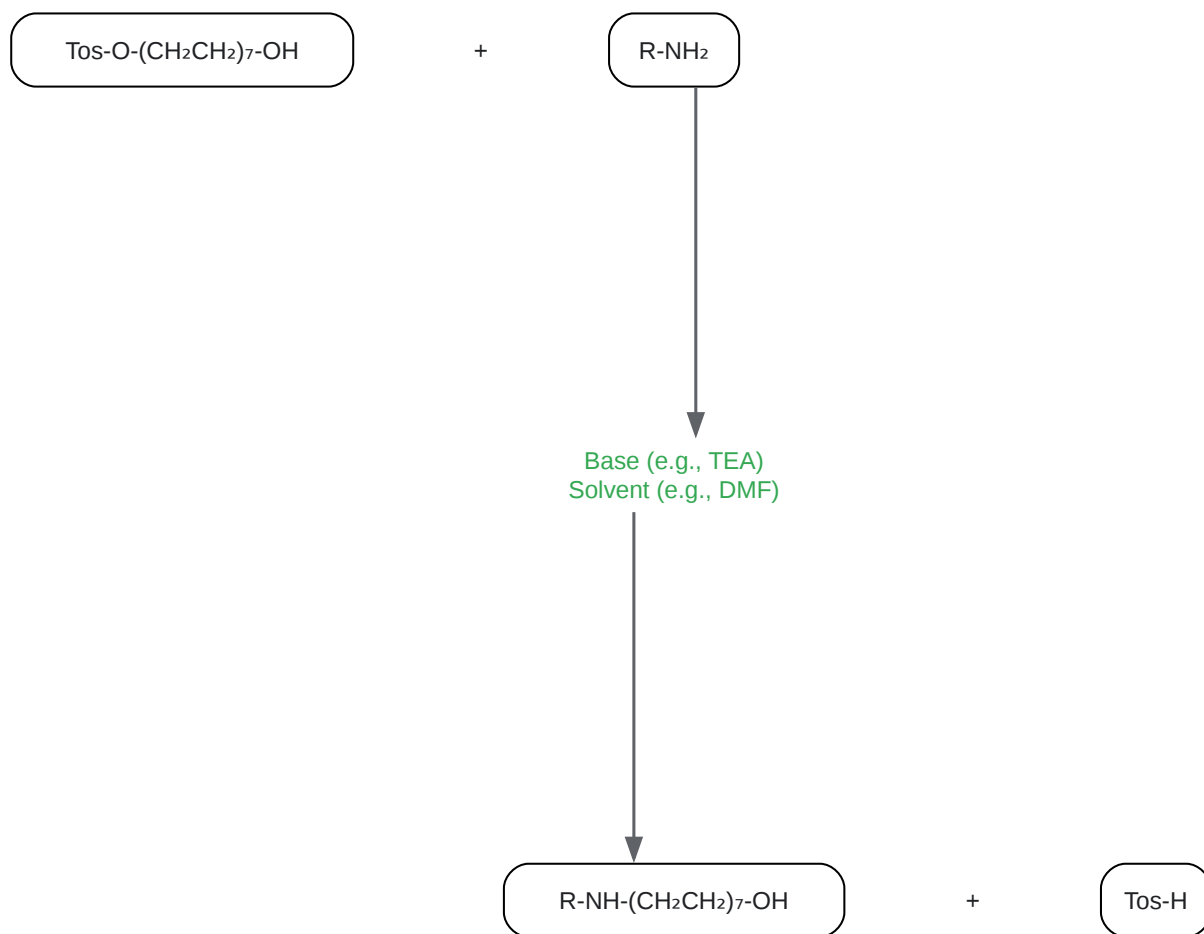 Tos-O-(CH₂CH₂)₇-OH + R-NH₂
Base (e.g., TEA)
Solvent (e.g., DMF)
R-NH-(CH₂CH₂)₇-OH + Tos-H